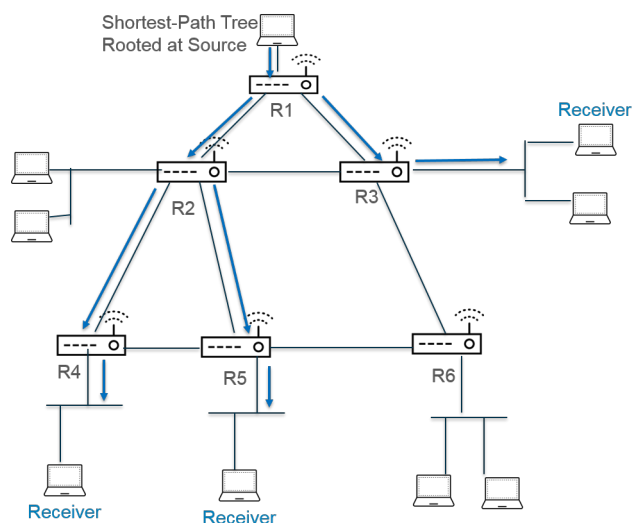 Shortest-Path Tree
Rooted at Source
R1
Receiver
R2
R3
R4
R5
R6
Receiver
Receiver